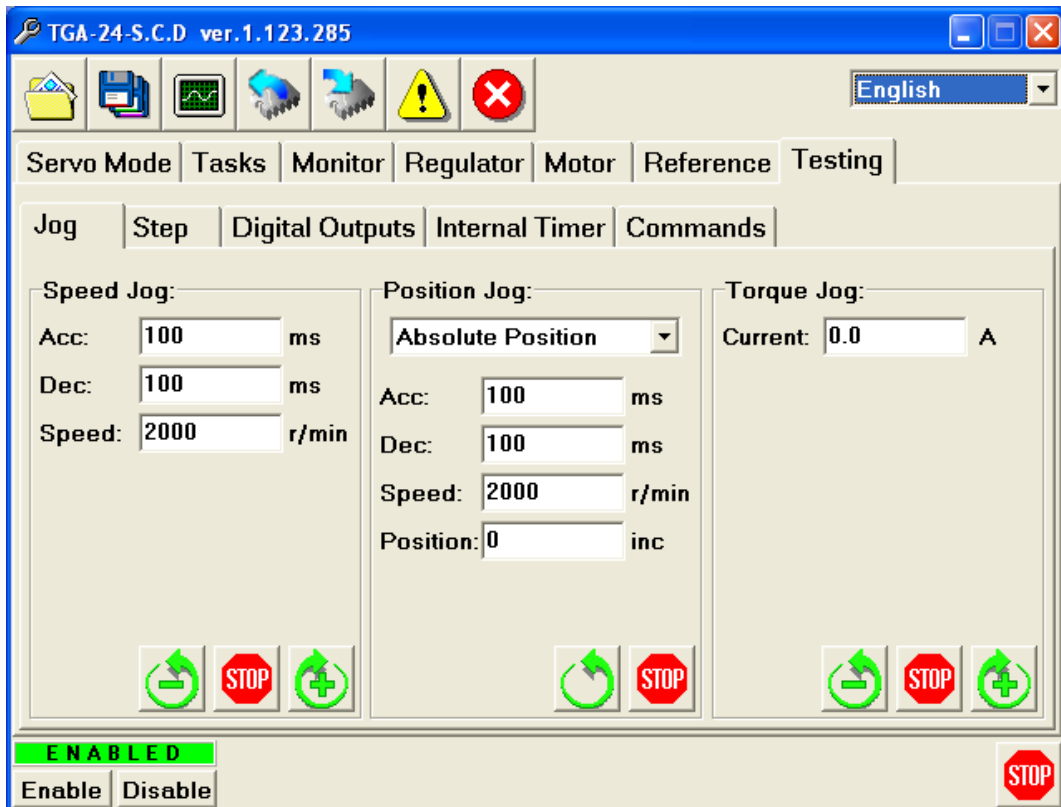 TGA-24-S.C.D ver.1.123.285
English
Servo Mode Tasks Monitor Regulator Motor Reference Testing
Jog Step Digital Outputs Internal Timer Commands
Speed Jog:
Acc: 100 ms
Dec: 100 ms
Speed: 2000 r/min
STOP
Position Jog:
Absolute Position
Acc: 100 ms
Dec: 100 ms
Speed: 2000 r/min
Position: 0 inc
STOP
Torque Jog:
Current: 0.0 A
STOP
ENABLED
Enable Disable
STOP